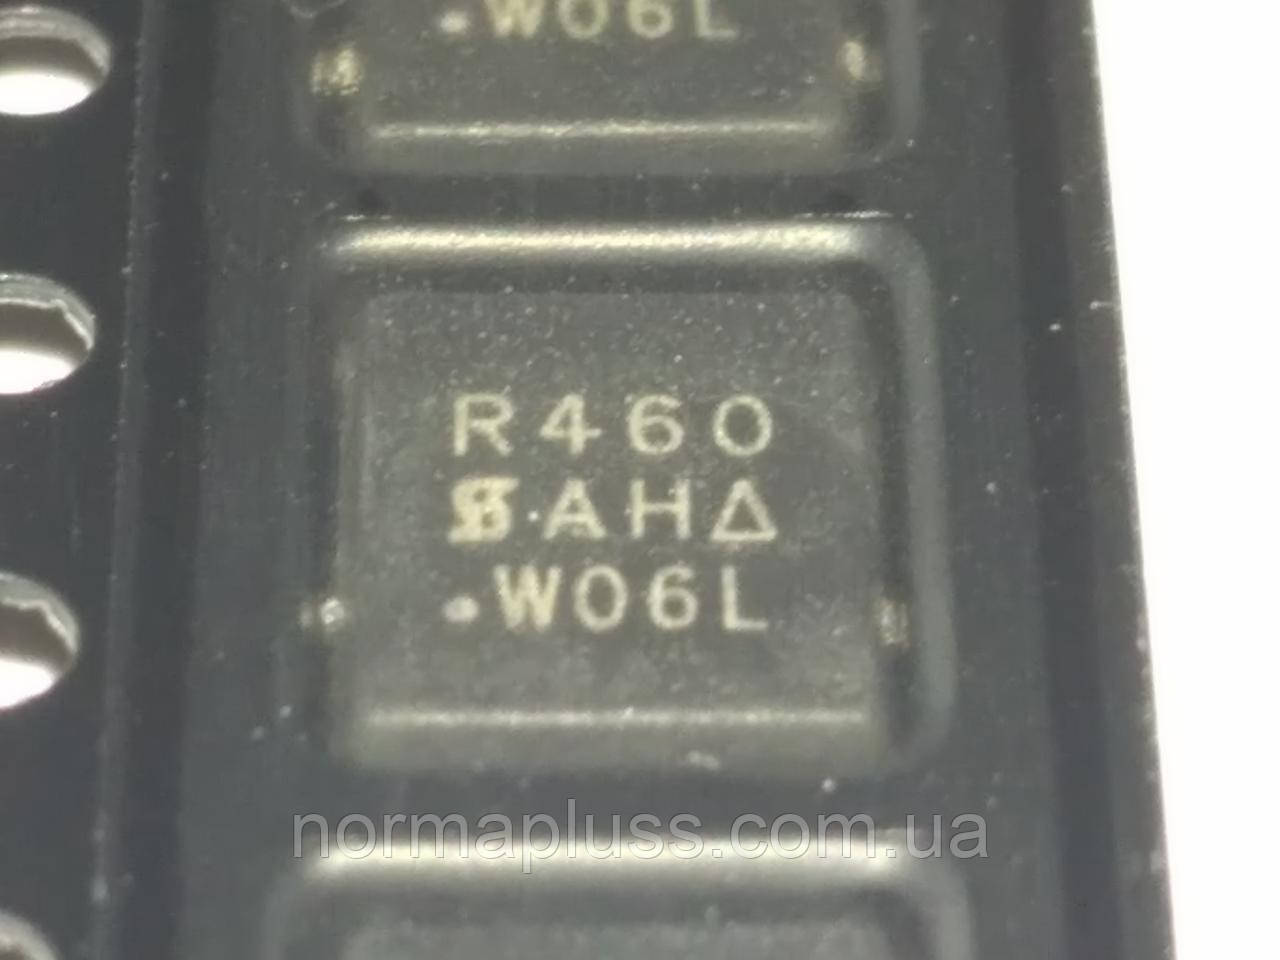 .W06L
R460
S AHΔ
.W06L
normapluss.com.ua